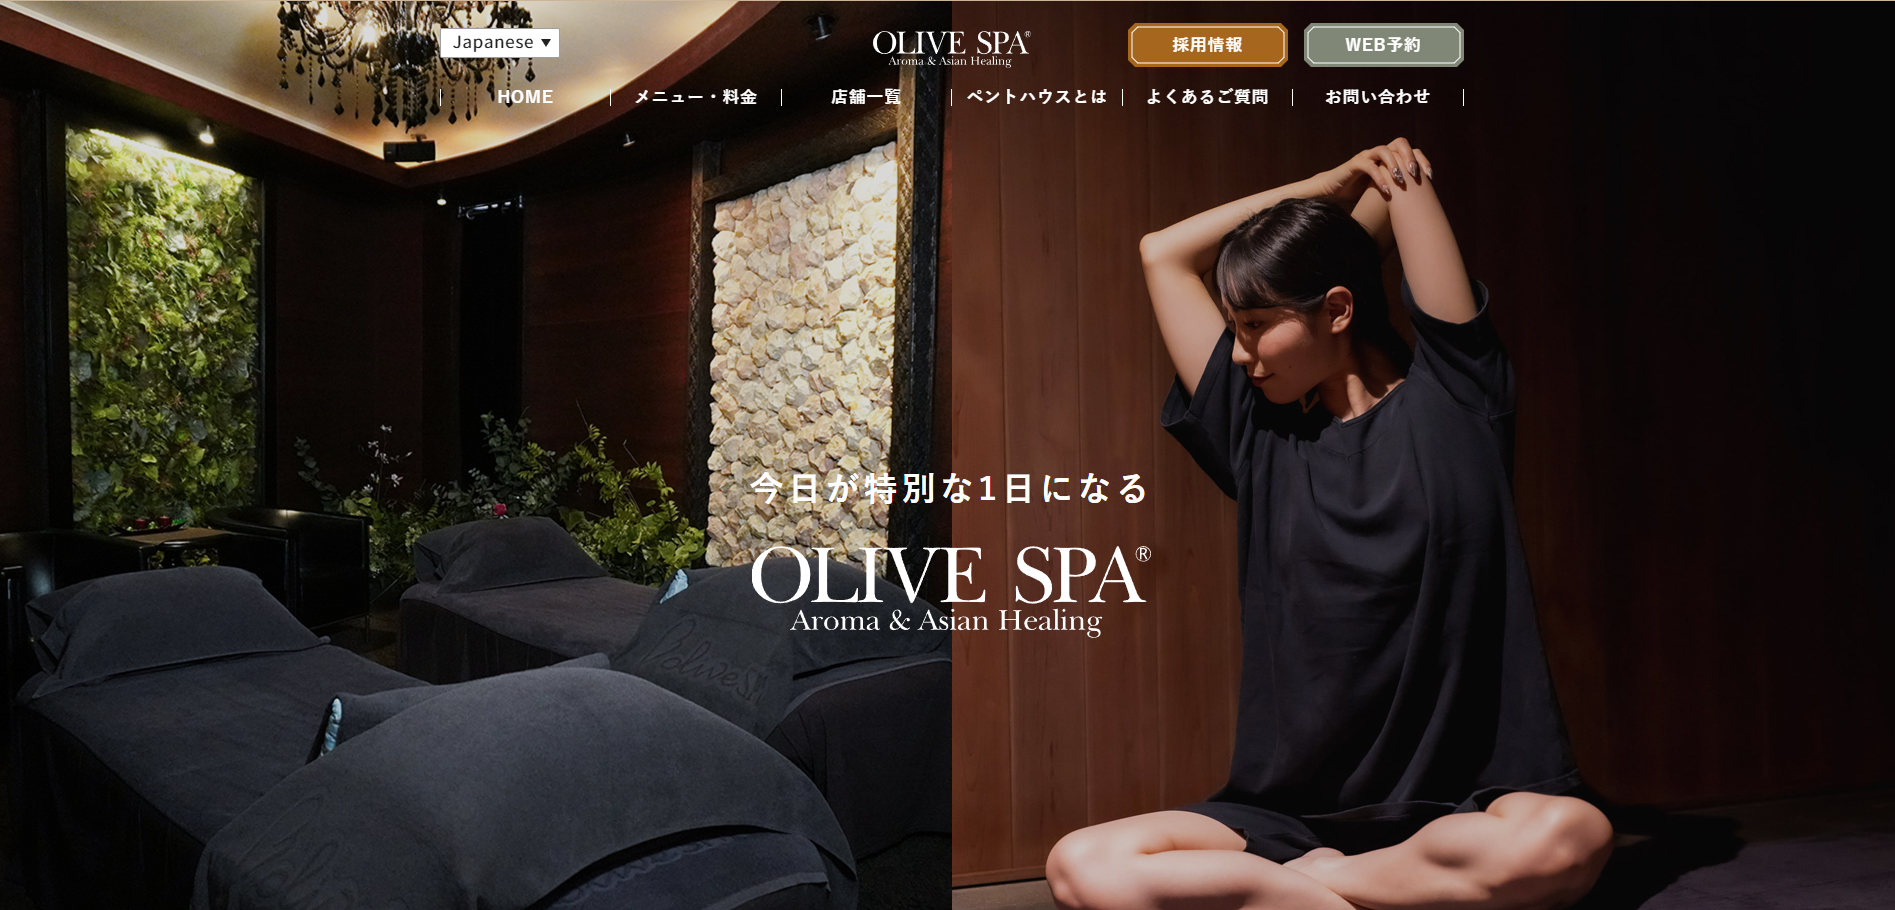 Japanese ▼
OLIVE SPA®
Aroma & Asian Healing
採用情報
WEB予約
HOME
メニュー・料金
店舗一覧
ペントハウスとは
よくあるご質問
お問い合わせ
今日が特別な1日になる
OLIVE SPA®
Aroma & Asian Healing